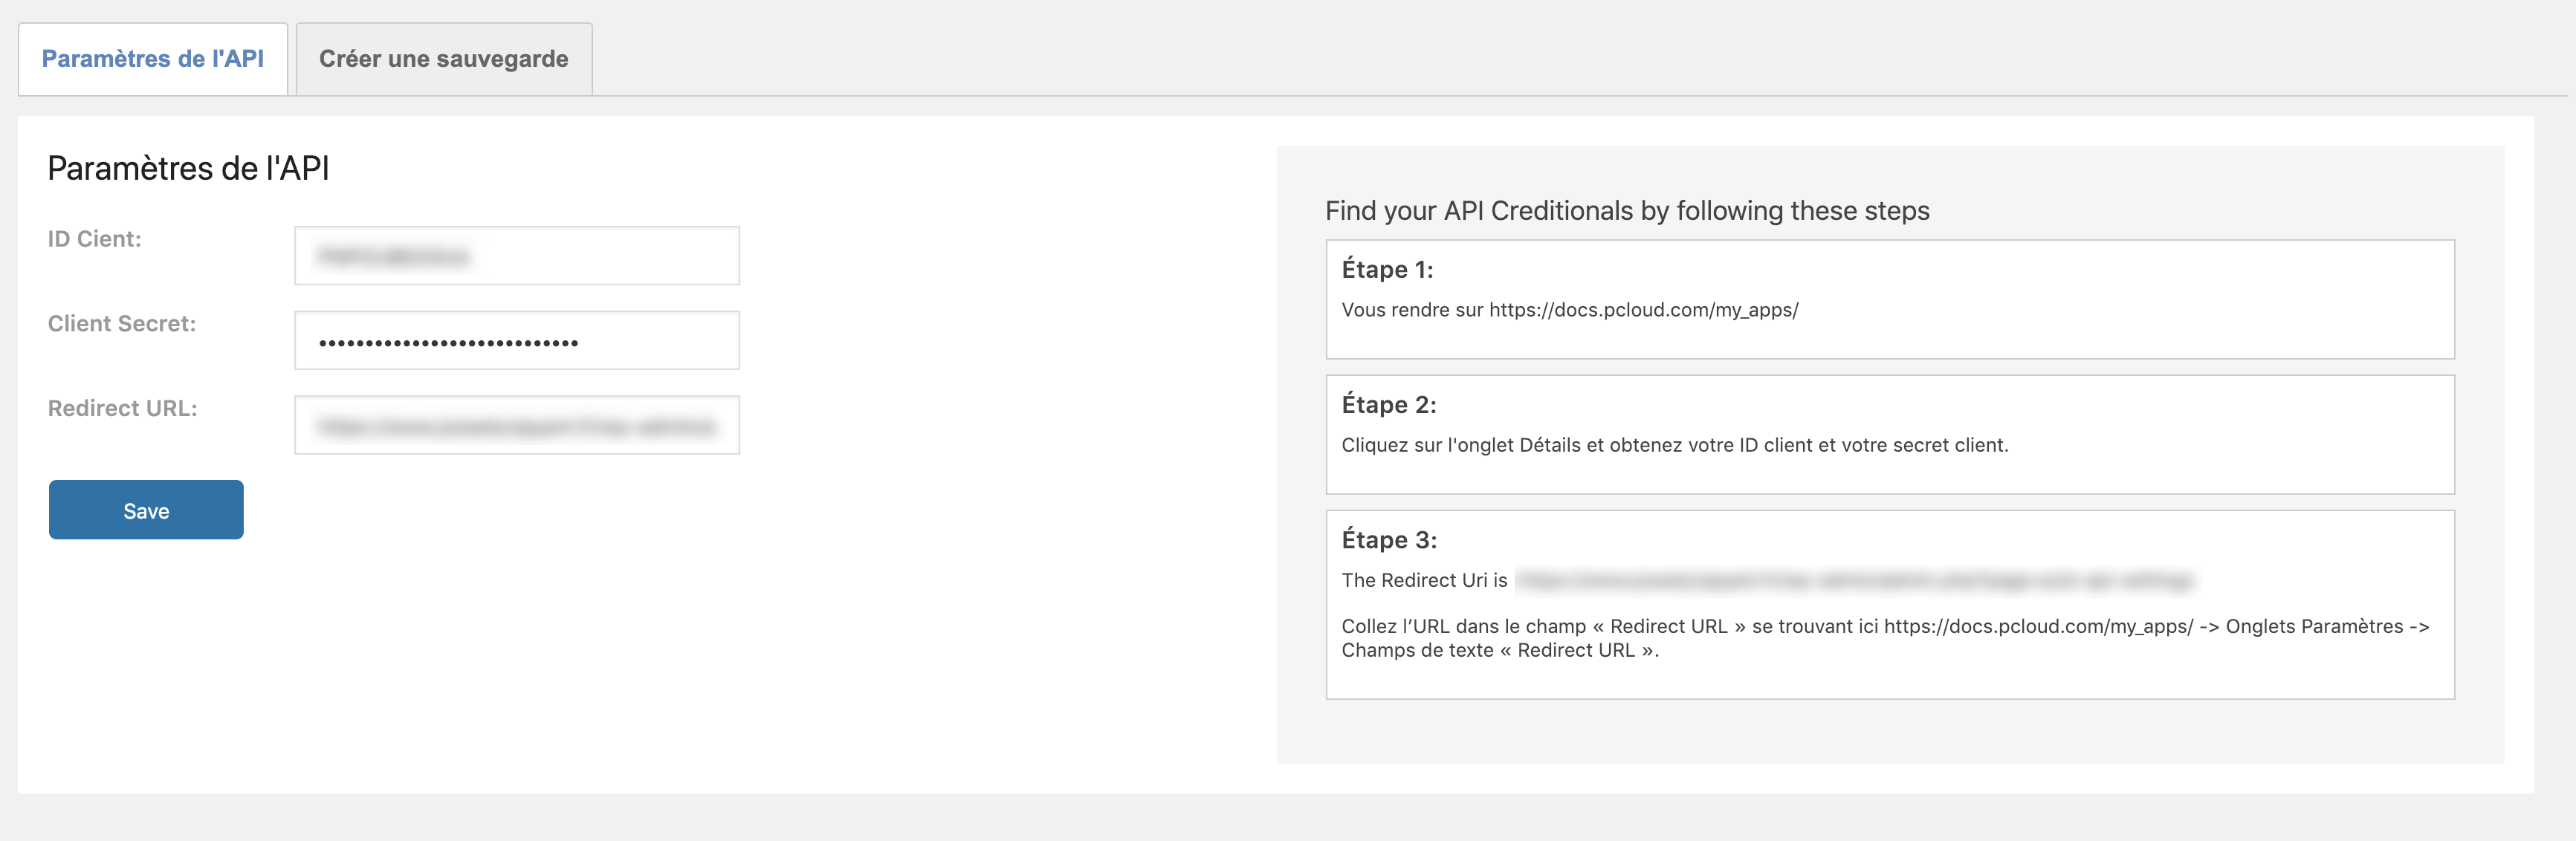 Paramètres de l'API
Créer une sauvegarde
Paramètres de l'API
ID Cient:
Client Secret:
••••••••••••••••••••••••••••
Redirect URL:
Save
Find your API Creditionals by following these steps
Étape 1:
Vous rendre sur https://docs.pcloud.com/my_apps/
Étape 2:
Cliquez sur l'onglet Détails et obtenez votre ID client et votre secret client.
Étape 3:
The Redirect Uri is
Collez l’URL dans le champ « Redirect URL » se trouvant ici https://docs.pcloud.com/my_apps/ -> Onglets Paramètres ->
Champs de texte « Redirect URL ».